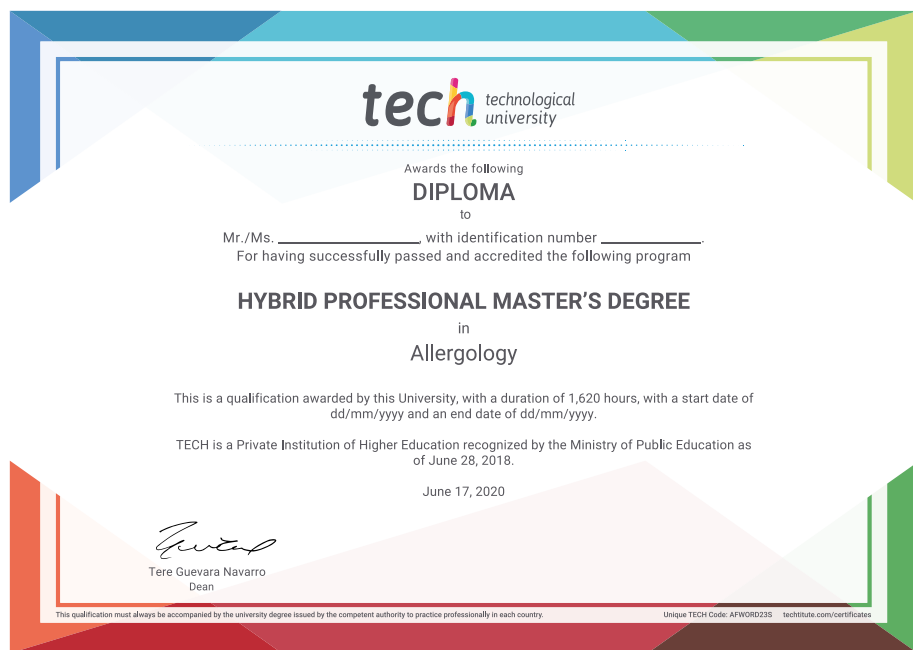 tech technological
university
Awards the following
DIPLOMA
to
Mr./Ms. ____________________, with identification number ______________.
For having successfully passed and accredited the following program
HYBRID PROFESSIONAL MASTER'S DEGREE
in
Allergology
This is a qualification awarded by this University, with a duration of 1,620 hours, with a start date of
dd/mm/yyyy and an end date of dd/mm/yyyy.
TECH is a Private Institution of Higher Education recognized by the Ministry of Public Education as
of June 28, 2018.
June 17, 2020
Tere Guevara Navarro
Dean
This qualification must always be accompanied by the university degree issued by the competent authority to practice professionally in each country. Unique TECH Code: AFWORD23S techtitute.com/certificates